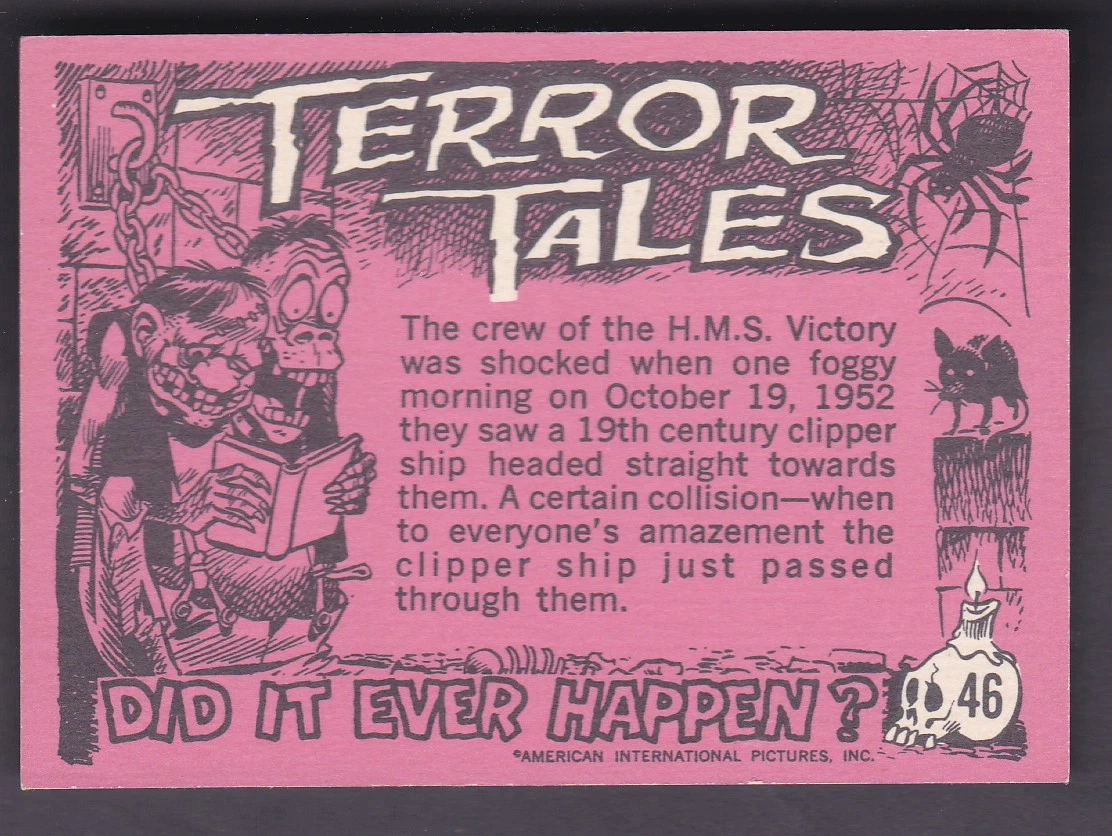 TERROR
TALES
The crew of the H.M.S. Victory
was shocked when one foggy
morning on October 19, 1952
they saw a 19th century clipper
ship headed straight towards
them. A certain collision—when
to everyone's amazement the
clipper ship just passed
through them.
DID IT EVER HAPPEN?
46
©AMERICAN INTERNATIONAL PICTURES, INC.